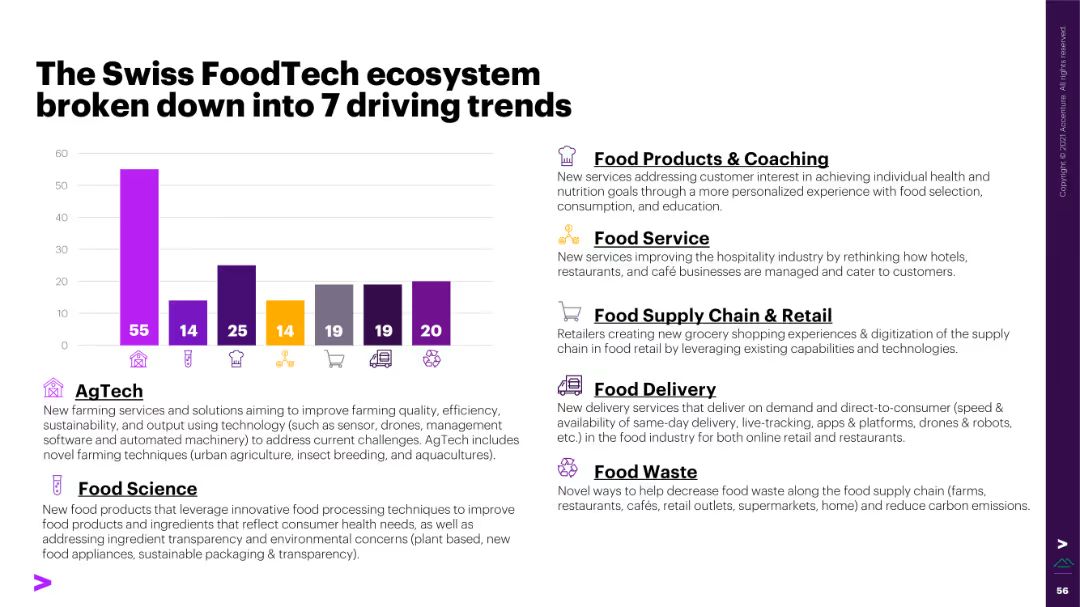 The Swiss FoodTech ecosystem
broken down into 7 driving trends
60
50
40
30
20
10
0
55
14
25
14
19
19
20
AgTech
New farming services and solutions aiming to improve farming quality, efficiency,
sustainability, and output using technology (such as sensor, drones, management
software and automated machinery) to address current challenges. AgTech includes
novel farming techniques (urban agriculture, insect breeding, and aquacultures).
Food Science
New food products that leverage innovative food processing techniques to improve
food products and ingredients that reflect consumer health needs, as well as
addressing ingredient transparency and environmental concerns (plant based, new
food appliances, sustainable packaging & transparency).
Food Products & Coaching
New services addressing customer interest in achieving individual health and
nutrition goals through a more personalized experience with food selection,
consumption, and education.
Food Service
New services improving the hospitality industry by rethinking how hotels,
restaurants, and café businesses are managed and cater to customers.
Food Supply Chain & Retail
Retailers creating new grocery shopping experiences & digitization of the supply
chain in food retail by leveraging existing capabilities and technologies.
Food Delivery
New delivery services that deliver on demand and direct-to-consumer (speed &
availability of same-day delivery, live-tracking, apps & platforms, drones & robots,
etc.) in the food industry for both online retail and restaurants.
Food Waste
Novel ways to help decrease food waste along the food supply chain (farms,
restaurants, cafés, retail outlets, supermarkets, home) and reduce carbon emissions.
Copyright © 2021 Accenture. All rights reserved.
56